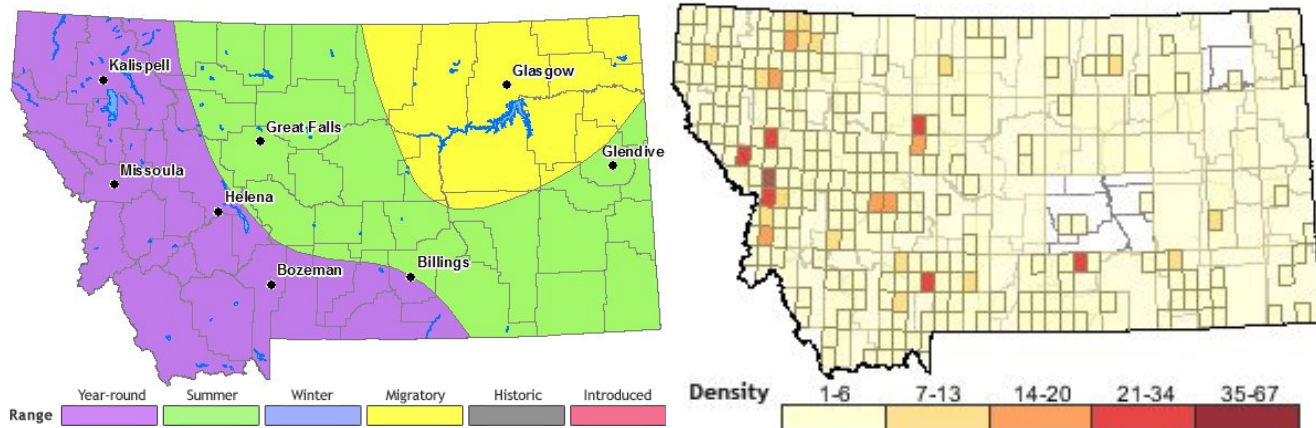 Kalispell
Glasgow
Great Falls
Glendive
Missoula
Helena
Bozeman
Billings
Range Year-round Summer Winter Migratory Historic Introduced
Density 1-6 7-13 14-20 21-34 35-67